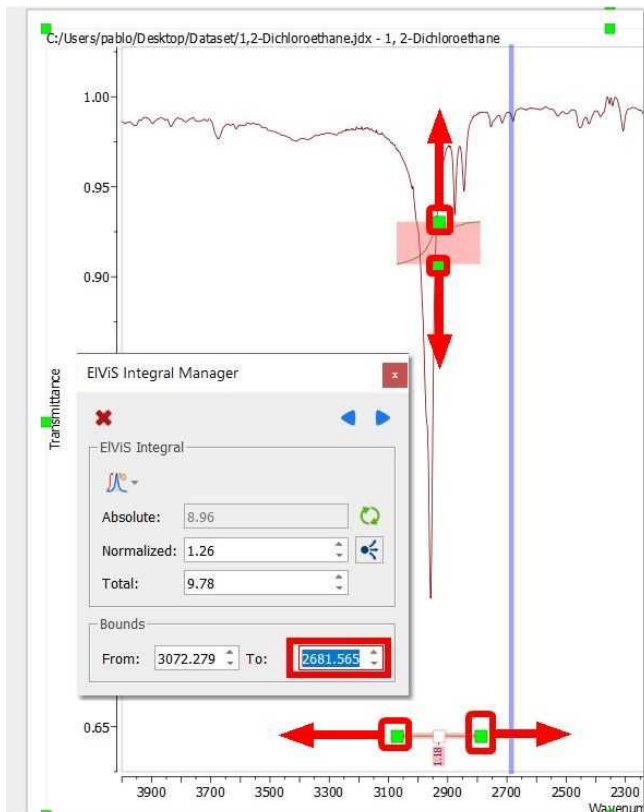 C:/Users/pablo/Desktop/Dataset/1,2-Dichloroethane.jdx - 1, 2-Dichloroethane
1.00
0.95
0.90
Transmittance
ElViS Integral Manager
x
ElViS Integral
Absolute: 8.96
Normalized: 1.26
Total: 9.78
Bounds
From: 3072.279 To: 2681.565
0.65
1.18
3900 3700 3500 3300 3100 2900 2700 2500 2300
Wavenum